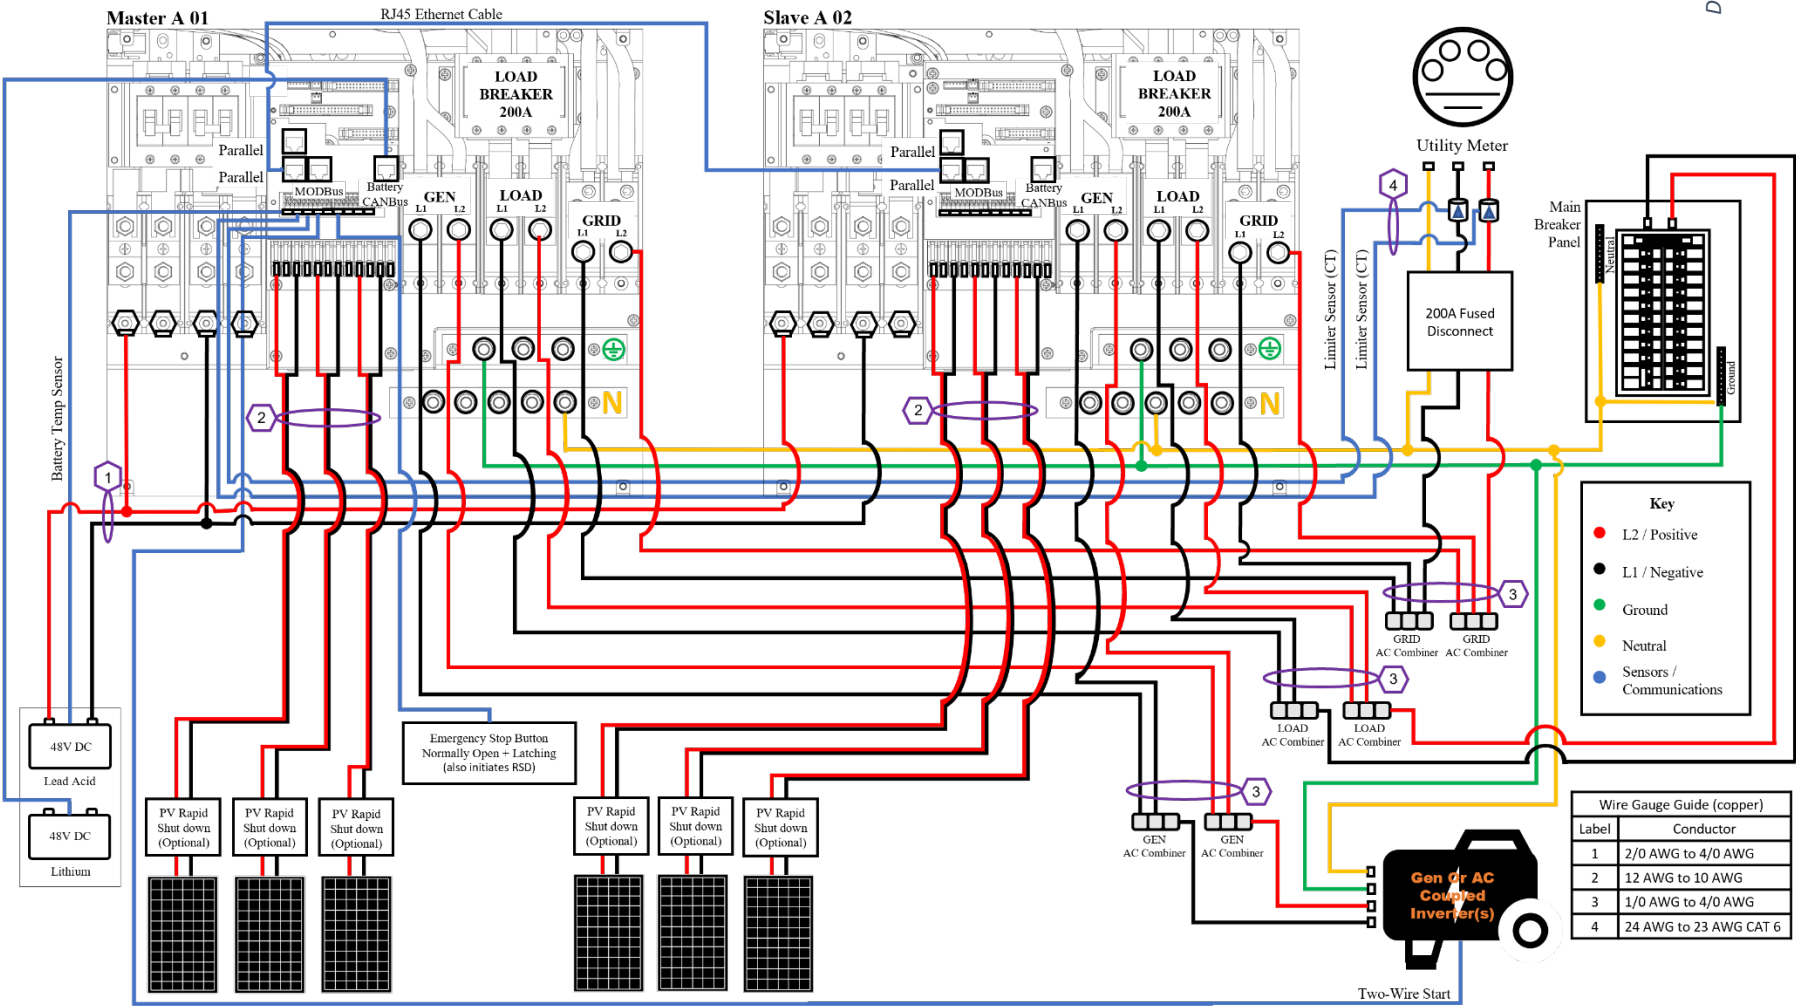 Master A 01
RJ45 Ethernet Cable
Slave A 02
D
LOAD
BREAKER
200A
LOAD
BREAKER
200A
Parallel
Parallel
MODBus
Battery
CANBus
GEN
L1
L2
LOAD
L1
L2
GRID
L1
L2
Parallel
Parallel
MODBus
Battery
CANBus
GEN
L1
L2
LOAD
L1
L2
GRID
L1
L2
Utility Meter
4
Main
Breaker
Panel
Neutral
Ground
Limiter Sensor (CT)
Limiter Sensor (CT)
200A Fused
Disconnect
N
N
Battery Temp Sensor
1
2
2
Key
L2 / Positive
L1 / Negative
Ground
Neutral
Sensors /
Communications
3
GRID
AC Combiner
GRID
AC Combiner
3
LOAD
AC Combiner
LOAD
AC Combiner
3
GEN
AC Combiner
GEN
AC Combiner
48V DC
Lead Acid
48V DC
Lithium
Emergency Stop Button
Normally Open + Latching
(also initiates RSD)
PV Rapid
Shut down
(Optional)
PV Rapid
Shut down
(Optional)
PV Rapid
Shut down
(Optional)
PV Rapid
Shut down
(Optional)
PV Rapid
Shut down
(Optional)
PV Rapid
Shut down
(Optional)
Gen Or AC
Coupled
Inverter(s)
Two-Wire Start
Wire Gauge Guide (copper)
Label Conductor
1 2/0 AWG to 4/0 AWG
2 12 AWG to 10 AWG
3 1/0 AWG to 4/0 AWG
4 24 AWG to 23 AWG CAT 6